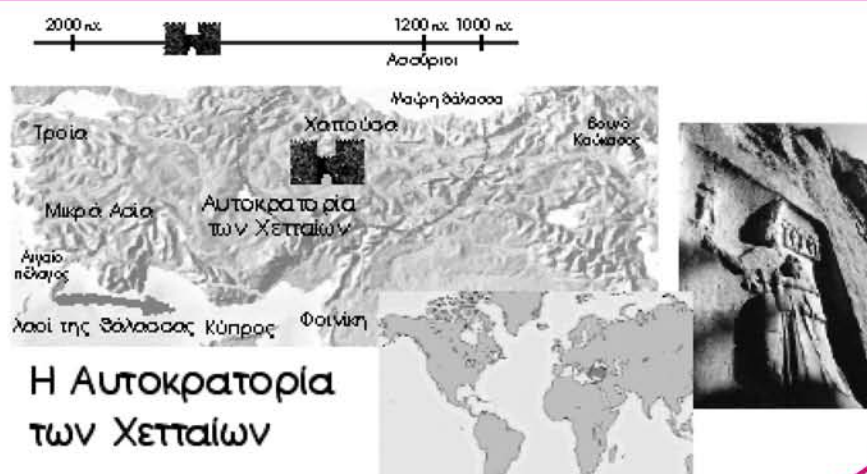 2000 π.χ.
1200 π.χ. 1000 π.χ.
Ασσύριοι
Μαύρη θάλασσα
Τροία
Χαττούσα
Βουνό
Καύκασος
Μικρά Ασία
Αυτοκρατορία
των Χετταίων
Αιγαίο
πέλαγος
Λαοί της θάλασσας Κύπρος Φοινίκη
Η Αυτοκρατορία
των Χετταίων